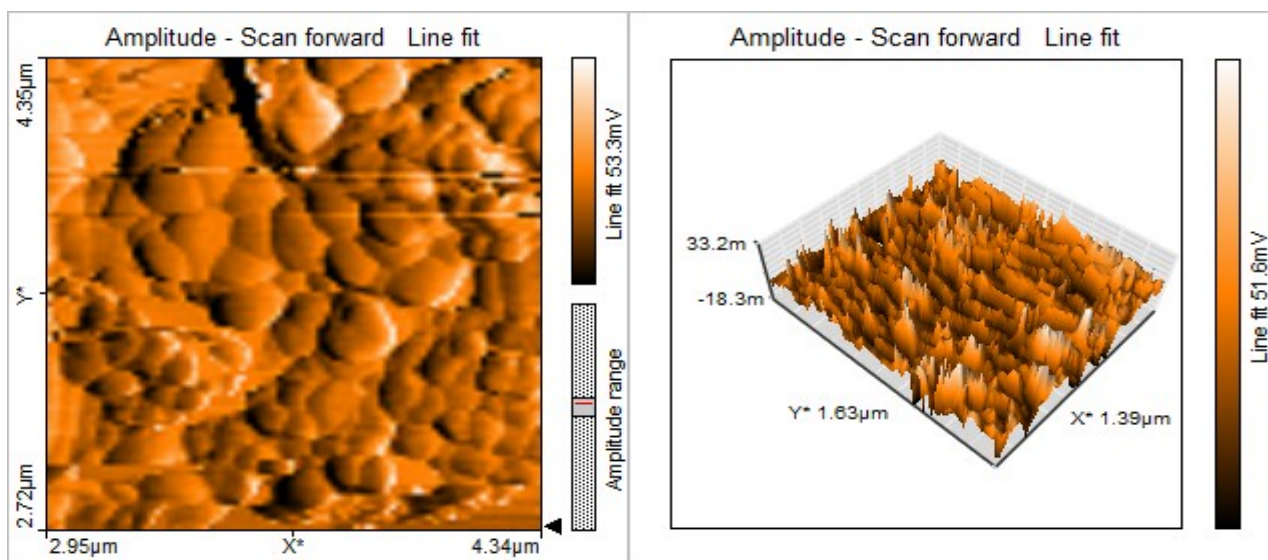 Amplitude - Scan forward Line fit
4.35µm
Y*
2.72µm
2.95µm
X*
4.34µm
Line fit 53.3mV
Amplitude range
Amplitude - Scan forward Line fit
33.2m
-18.3m
Y* 1.63µm
X* 1.39µm
Line fit 51.6mV